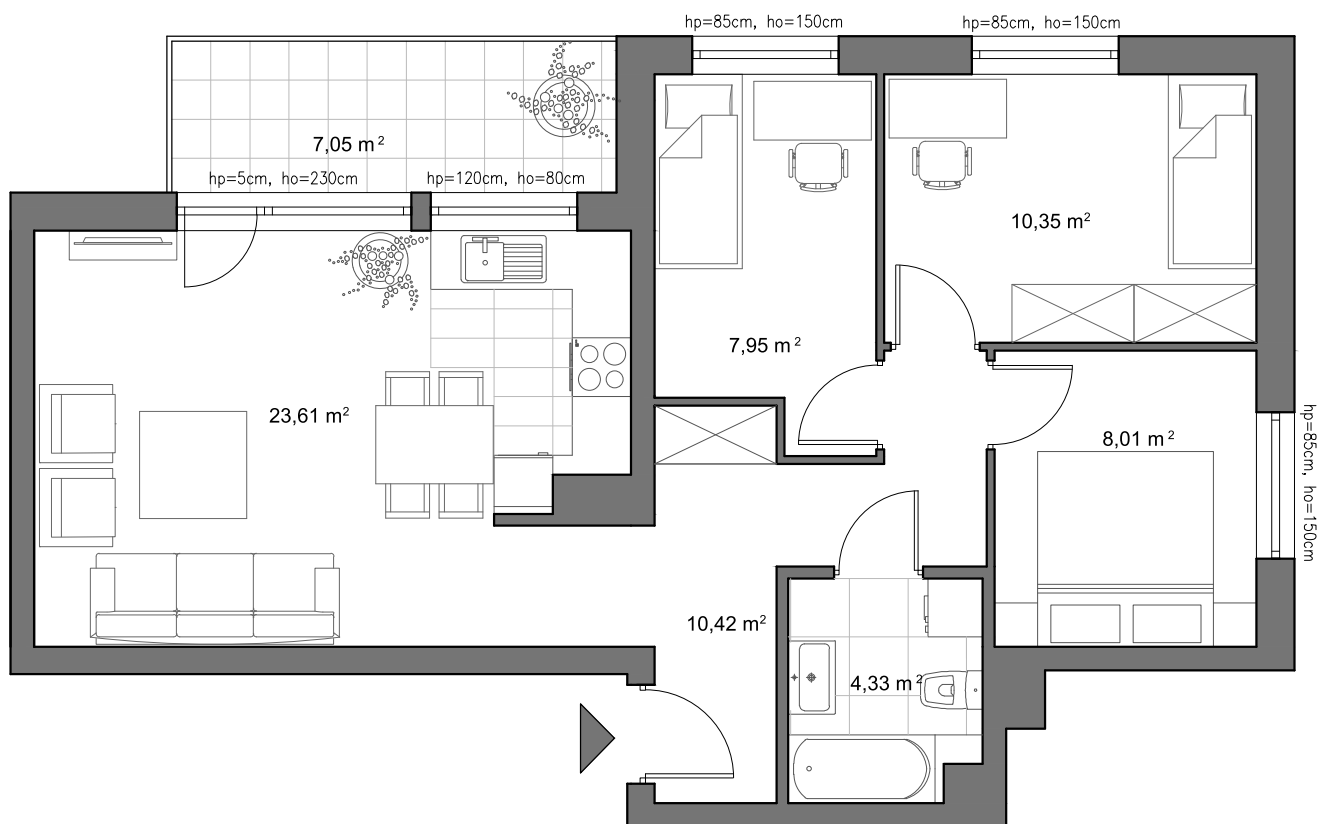 hp=85cm, ho=150cm
hp=85cm, ho=150cm
7,05 m²
hp=5cm, ho=230cm
hp=120cm, ho=80cm
10,35 m²
7,95 m²
23,61 m²
8,01 m²
hp=85cm, ho=150cm
10,42 m²
4,33 m²